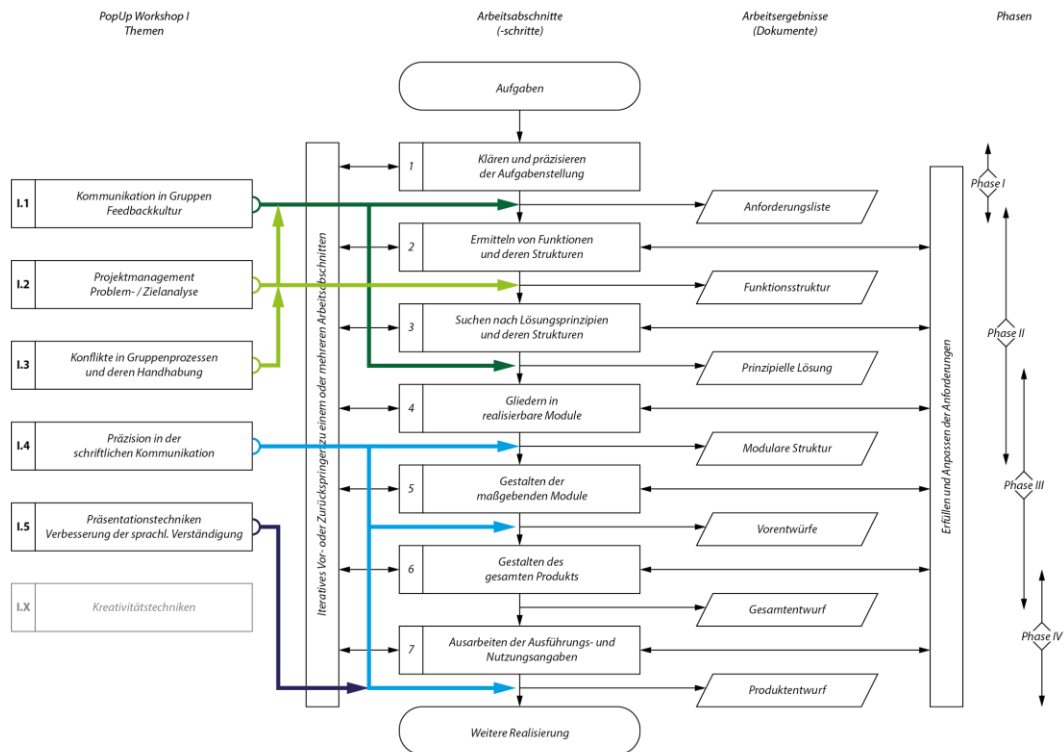 PopUp Workshop I
Themen
Arbeitsabschnitte
(-schritte)
Arbeitsergebnisse
(Dokumente)
Phasen
Aufgaben
I.1
Kommunikation in Gruppen
Feedbackkultur
I.2
Projektmanagement
Problem- / Zielanalyse
I.3
Konflikte in Gruppenprozessen
und deren Handhabung
I.4
Präzision in der
schriftlichen Kommunikation
I.5
Präsentationstechniken
Verbesserung der sprachl. Verständigung
I.X
Kreativitätstechniken
Iteratives Vor- oder Zurückspringen zu einem oder mehreren Arbeitsabschnitten
1
Klären und präzisieren
der Aufgabenstellung
2
Ermitteln von Funktionen
und deren Strukturen
3
Suchen nach Lösungsprinzipien
und deren Strukturen
4
Gliedern in
realisierbare Module
5
Gestalten der
maßgebenden Module
6
Gestalten des
gesamten Produkts
7
Ausarbeiten der Ausführungs- und
Nutzungsangaben
Weitere Realisierung
Anforderungsliste
Funktionsstruktur
Prinzipielle Lösung
Modulare Struktur
Vorentwürfe
Gesamtentwurf
Produktentwurf
Erfüllen und Anpassen der Anforderungen
Phase I
Phase II
Phase III
Phase IV